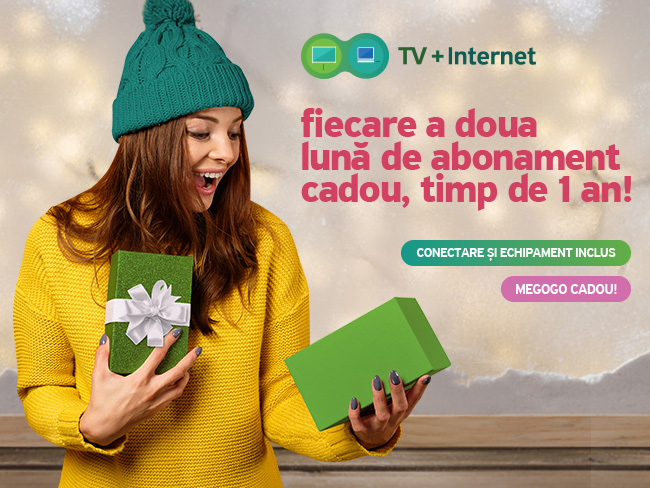 TV + Internet
fiecare a doua
lună de abonament
cadou, timp de 1 an!
CONECTARE ȘI ECHIPAMENT INCLUS
MEGOGO CADOU!